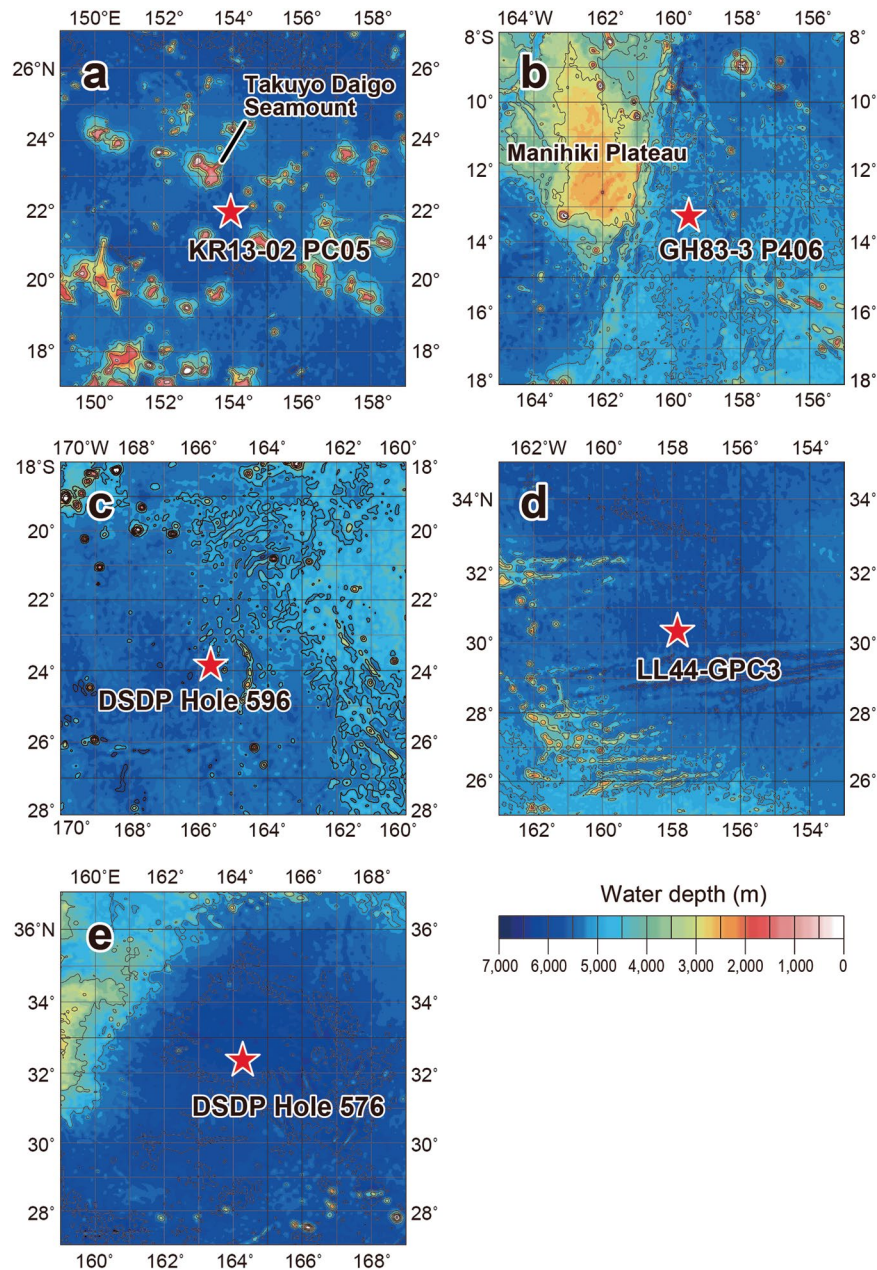 150°E 152° 154° 156° 158°
26°N 26°
a
Takuyo Daigo
Seamount
24° 24°
22° 22°
KR13-02 PC05
20° 20°
18° 18°
150° 152° 154° 156° 158°
164°W 162° 160° 158° 156°
8°S 8°
b
10° 10°
Manihiki Plateau
12° 12°
14° 14°
GH83-3 P406
16° 16°
18° 18°
164° 162° 160° 158° 156°
170°W 168° 166° 164° 162° 160°
18°S 18°
c
20° 20°
22° 22°
24° 24°
DSDP Hole 596
26° 26°
28° 28°
170° 168° 166° 164° 162° 160°
162°W 160° 158° 156° 154°
34°N 34°
d
32° 32°
30° 30°
LL44-GPC3
28° 28°
26° 26°
162° 160° 158° 156° 154°
160°E 162° 164° 166° 168°
36°N 36°
e
34° 34°
32° 32°
DSDP Hole 576
30° 30°
28° 28°
160° 162° 164° 166° 168°
Water depth (m)
7,000 6,000 5,000 4,000 3,000 2,000 1,000 0